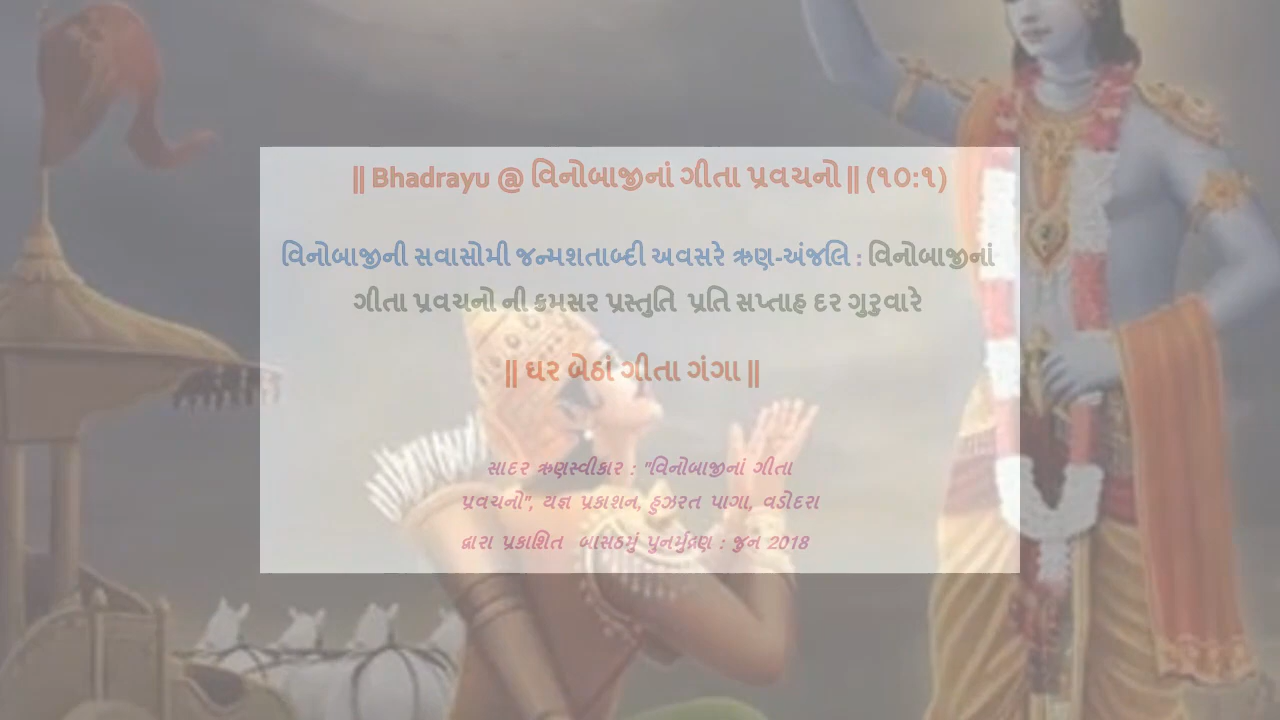 || Bhadrayu @ વિનોબાજીનાં ગીતા પ્રવચનો || (૧૦:૧)
વિનોબાજીની સવાસોમી જન્મશતાબ્દી અવસરે ઋણ-અંજલિ : વિનોબાજીનાં
ગીતા પ્રવચનો ની ક્રમસર પ્રસ્તુતિ પ્રતિ સપ્તાહ દર ગુરુવારે
|| ઘર બેઠાં ગીતા ગંગા ||
સાદર ઋણસ્વીકાર : "વિનોબાજીનાં ગીતા
પ્રવચનો", યજ્ઞ પ્રકાશન, હુઝરત પાગા, વડોદરા
દ્વારા પ્રકાશિત બાસઠમું પુનર્મુદ્રણ : જુન 2018